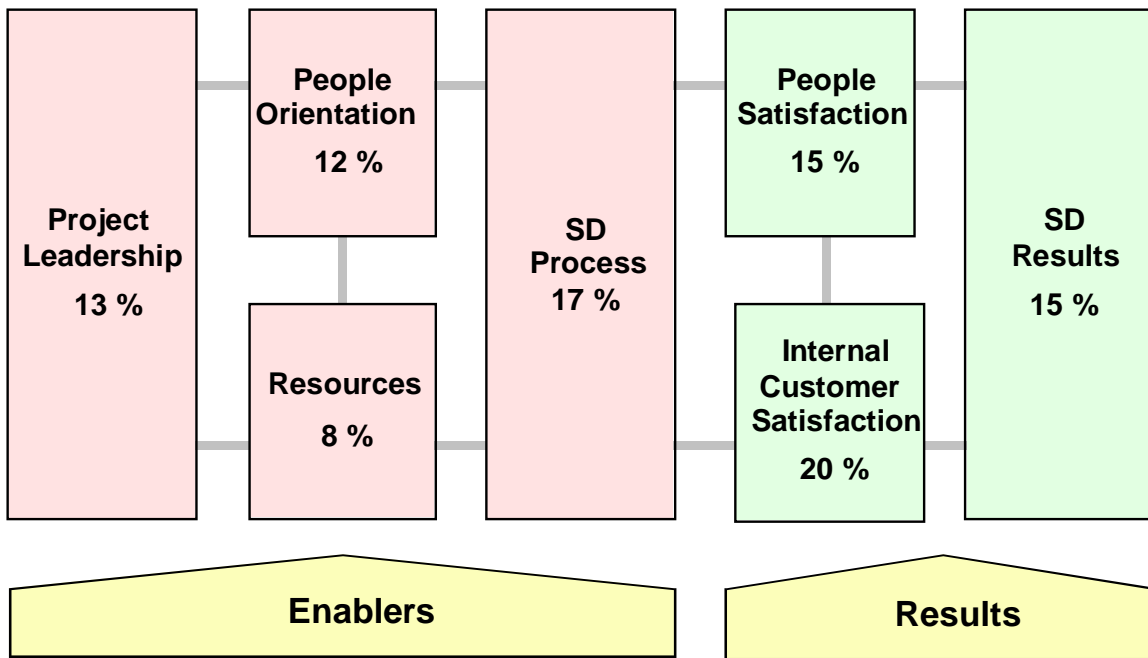 Project
Leadership
13 %
People
Orientation
12 %
Resources
8 %
SD
Process
17 %
People
Satisfaction
15 %
Internal
Customer
Satisfaction
20 %
SD
Results
15 %
Enablers
Results